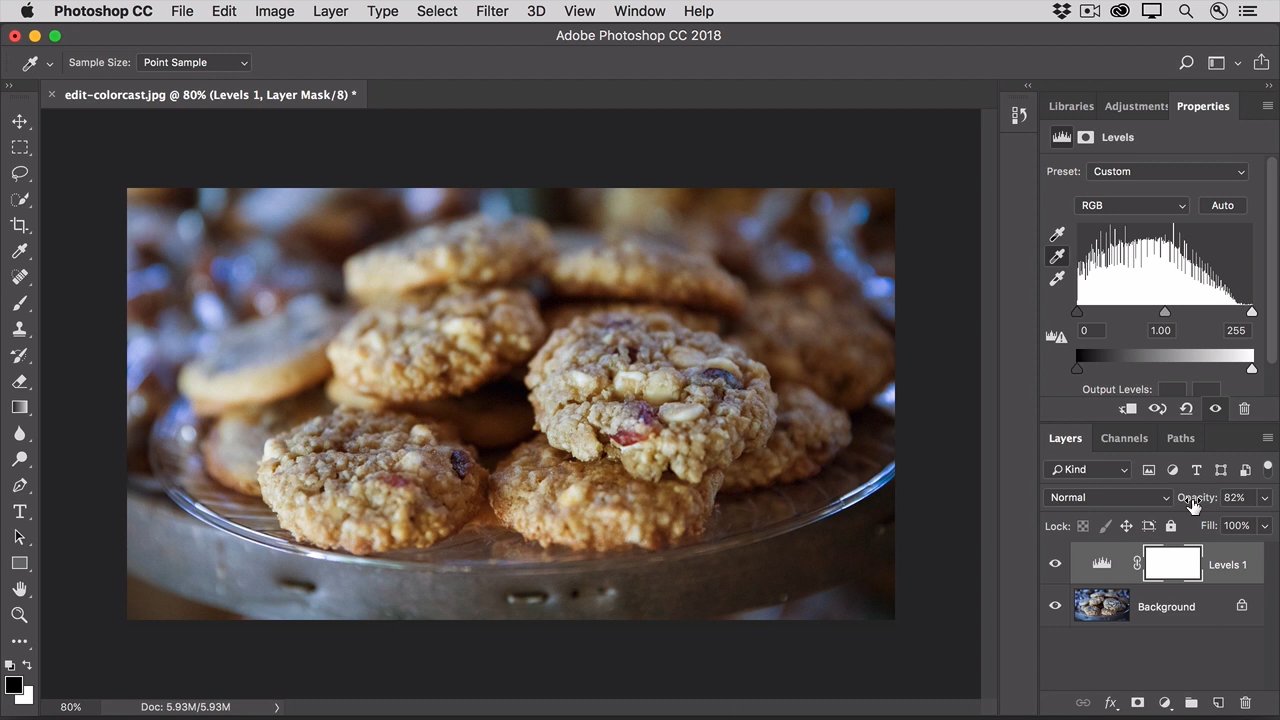 Photoshop CC File Edit Image Layer Type Select Filter 3D View Window Help
Adobe Photoshop CC 2018
Sample Size: Point Sample
× edit-colorcast.jpg @ 80% (Levels 1, Layer Mask/8) *
Libraries Adjustments Properties
Levels
Preset: Custom
RGB Auto
0 1.00 255
Output Levels:
Layers Channels Paths
Kind
Normal Opacity: 82%
Lock: Fill: 100%
Levels 1
Background
fx
80% Doc: 5.93M/5.93M